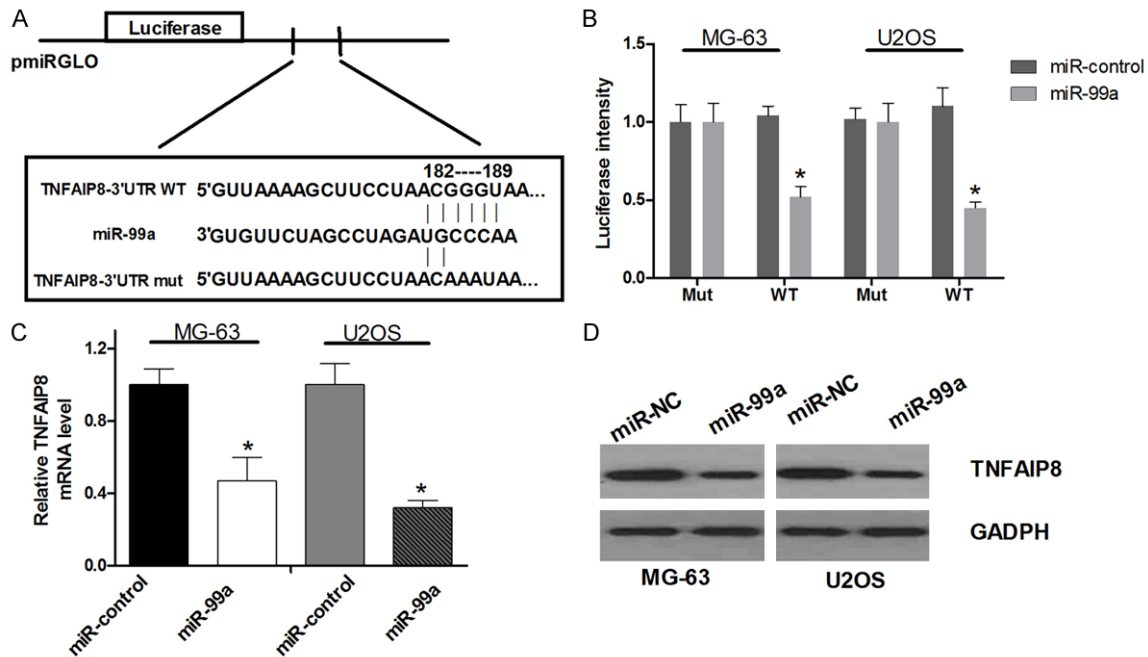 A
Luciferase
pmiRGLO
182----189
TNFAIP8-3'UTR WT 5'GUUAAAAGCUUCCUAACGGGUAA...
miR-99a 3'GUGUUCUAGCCUAGAUGCCCAA
TNFAIP8-3'UTR mut 5'GUUAAAAGCUUCCUAACAAAUAA...
B
MG-63 U2OS
miR-control
miR-99a
Luciferase intensity
1.5
1.0
0.5
0.0
* *
Mut WT Mut WT
C
MG-63 U2OS
Relative TNFAIP8
mRNA level
1.2
0.8
0.4
0.0
* *
miR-control miR-99a miR-control miR-99a
D
miR-NC miR-99a miR-NC miR-99a
TNFAIP8
GADPH
MG-63 U2OS